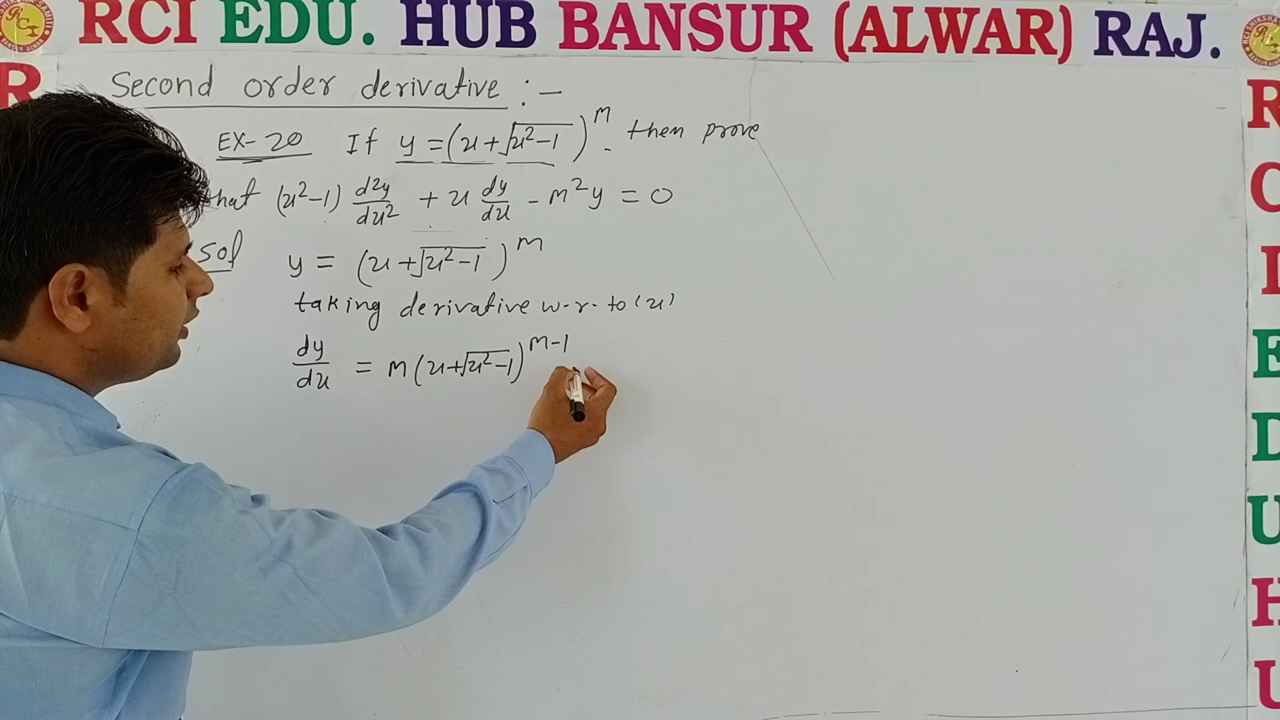 RCI EDU. HUB BANSUR (ALWAR) RAJ.
Second order derivative :-
EX-20 If y = (x+√x²-1)^m. then prove
that (x²-1) d²y/dx² + x dy/dx - m²y = 0
sol y = (x+√x²-1)^m
taking derivative w.r.to (x)
dy/dx = m(x+√x²-1)^m-1
R
R
C
I
E
D
U
H
U